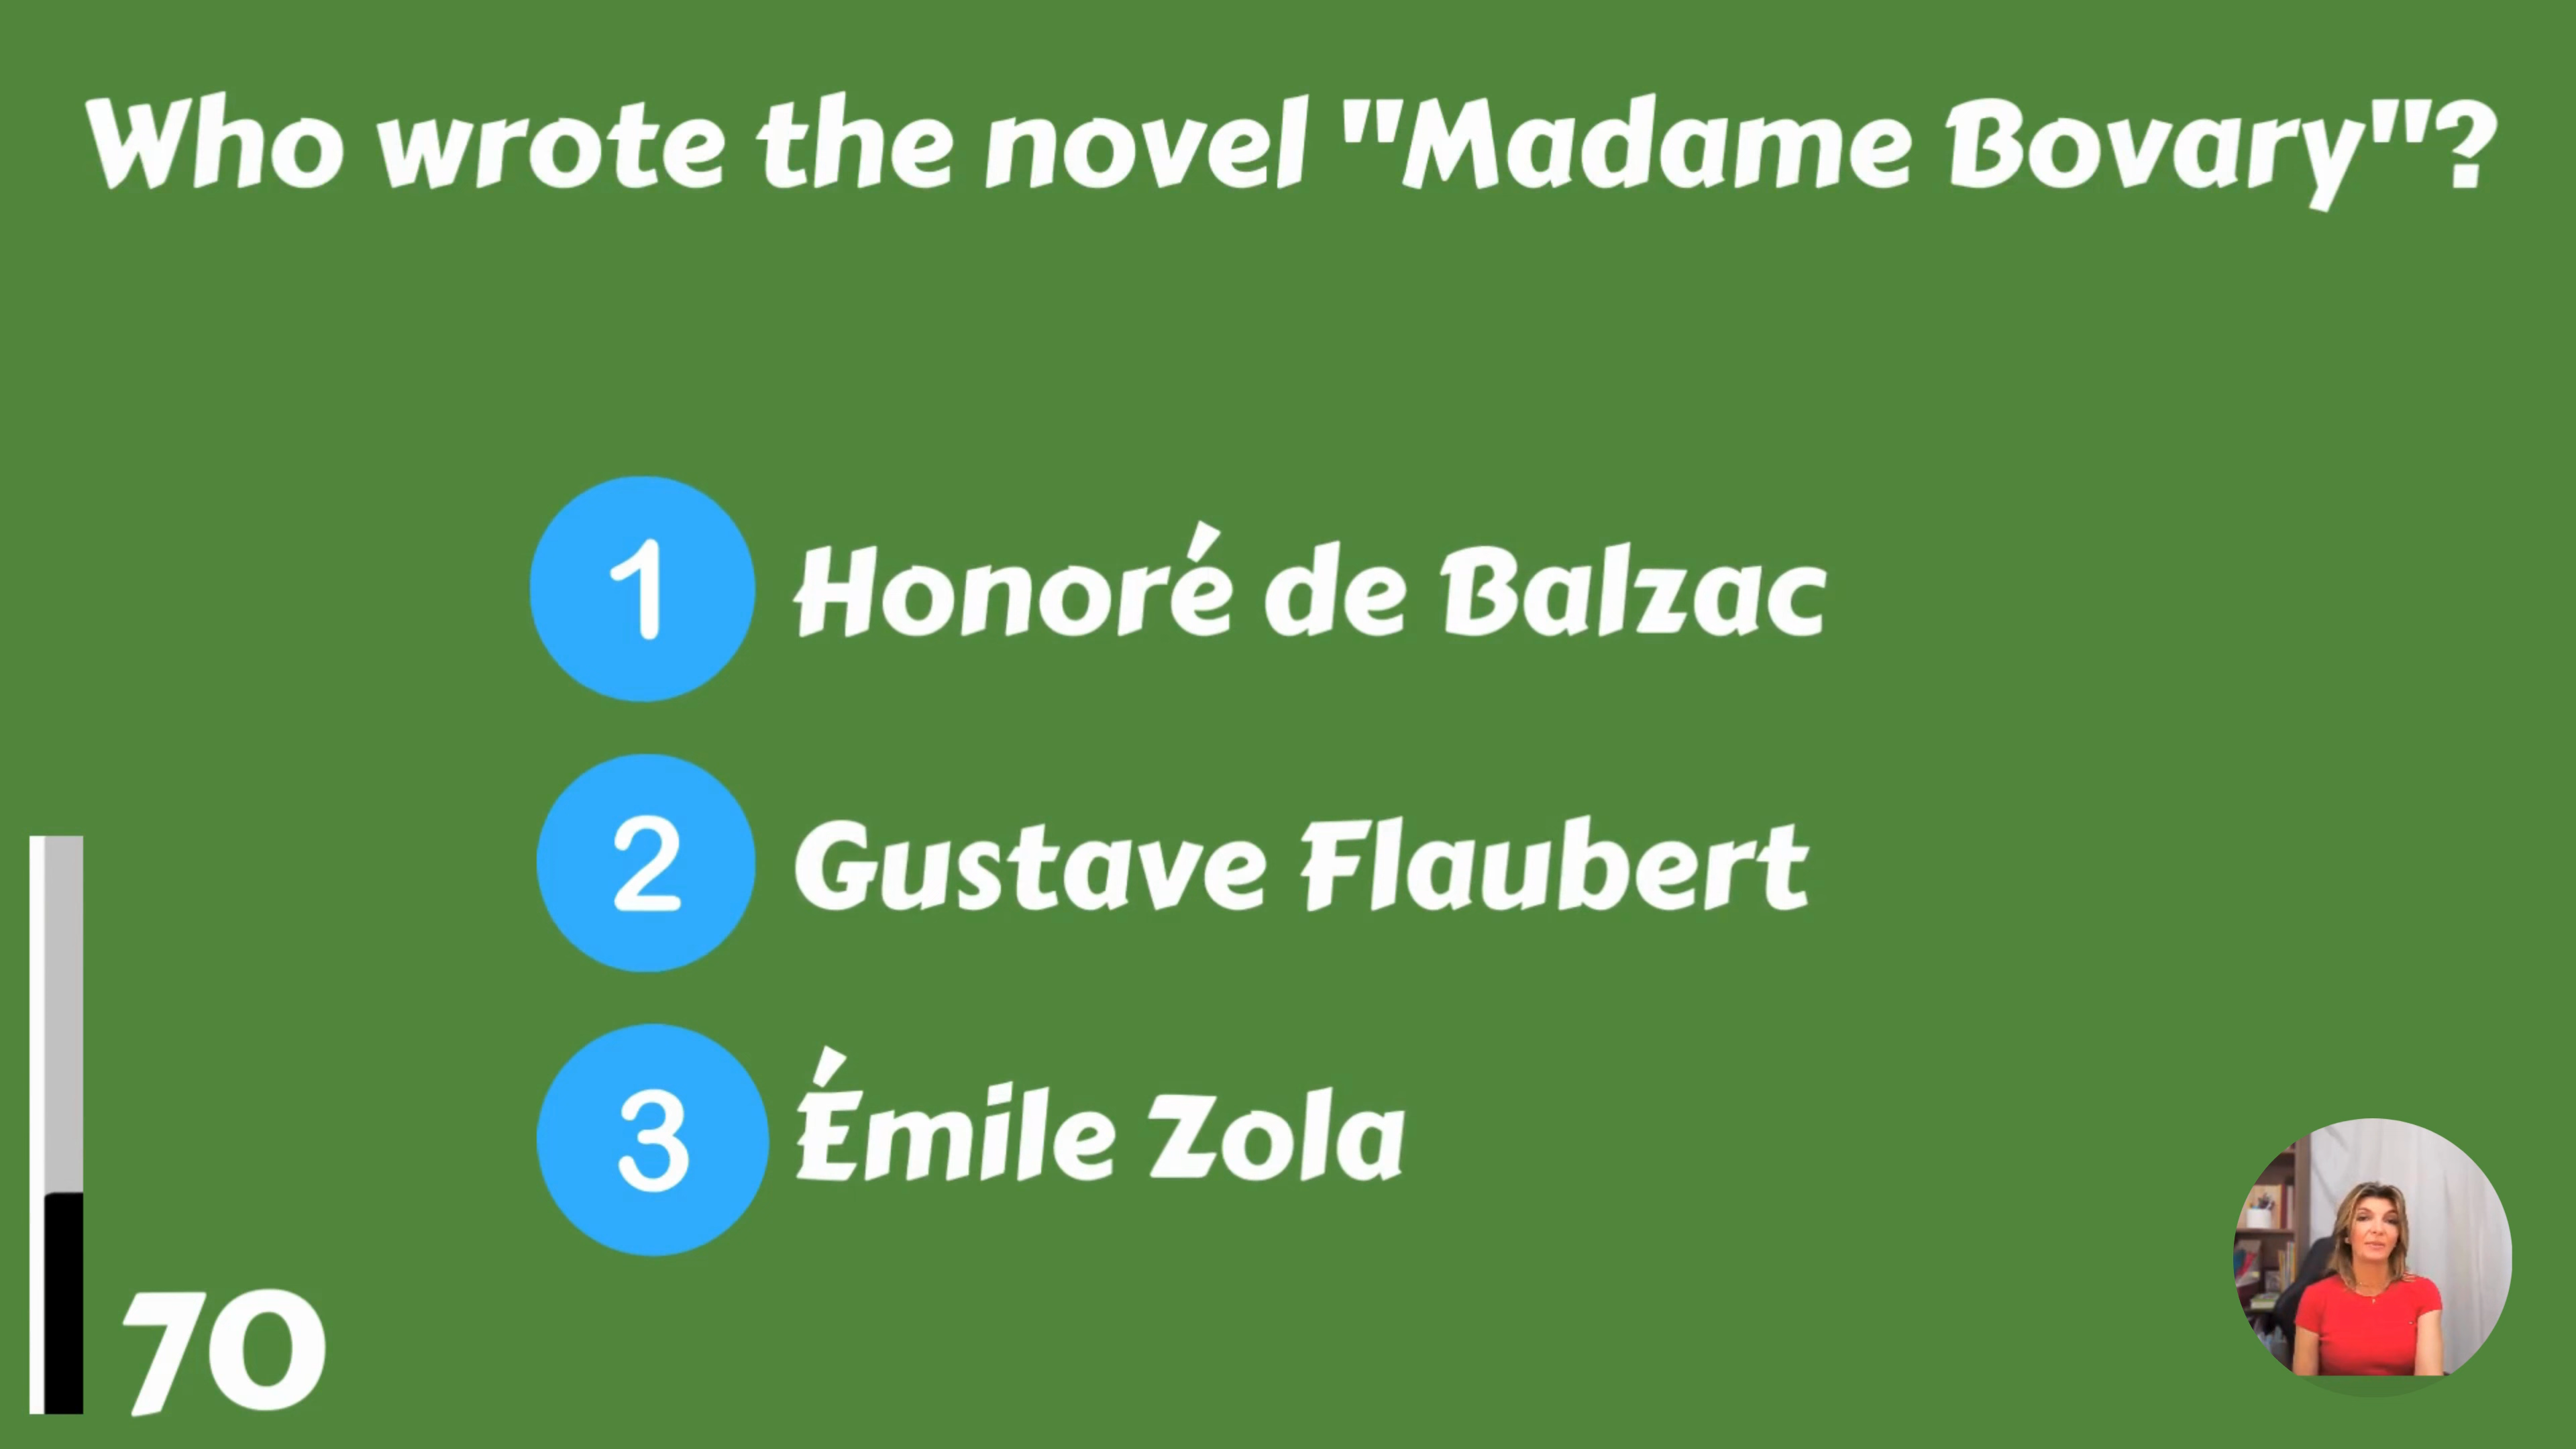 Who wrote the novel "Madame Bovary"?
1 Honoré de Balzac
2 Gustave Flaubert
3 Émile Zola
70